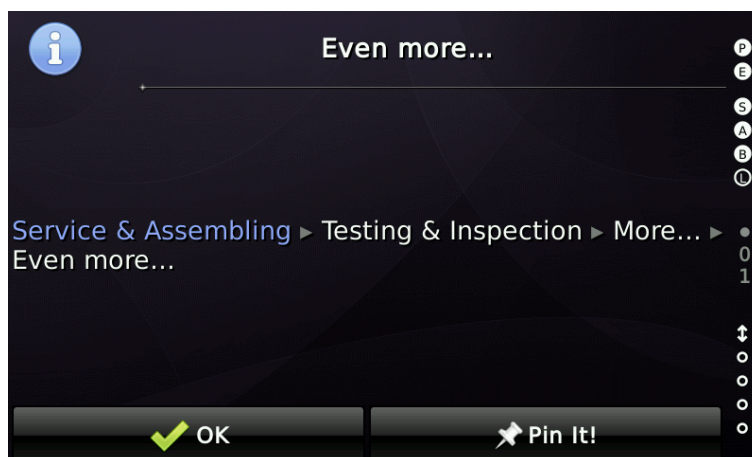 Even more...
Service & Assembling ▸ Testing & Inspection ▸ More... ▸
Even more...
OK
Pin It!
P
E
S
A
B
L
0
1